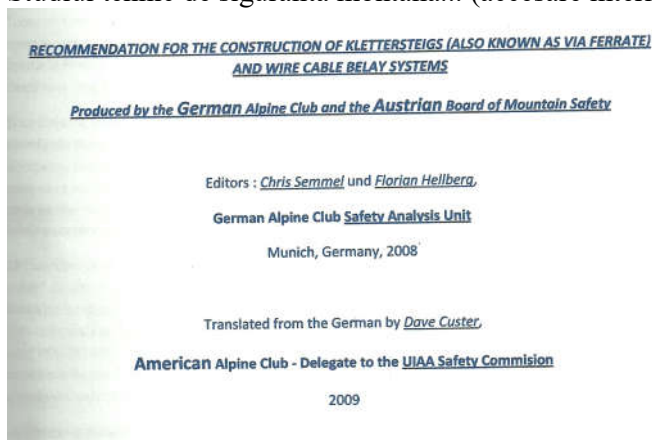 RECOMMENDATION FOR THE CONSTRUCTION OF KLETTERSTEIGS (ALSO KNOWN AS VIA FERRATE)
AND WIRE CABLE BELAY SYSTEMS
Produced by the German Alpine Club and the Austrian Board of Mountain Safety
Editors : Chris Semmel und Florian Hellberg,
German Alpine Club Safety Analysis Unit
Munich, Germany, 2008
Translated from the German by Dave Custer,
American Alpine Club - Delegate to the UIAA Safety Commision
2009